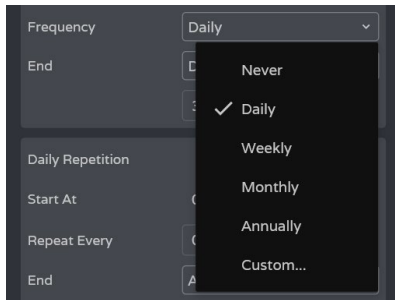 Frequency
Daily
End
Never
Daily
Weekly
Monthly
Annually
Custom...
Daily Repetition
Start At
Repeat Every
End